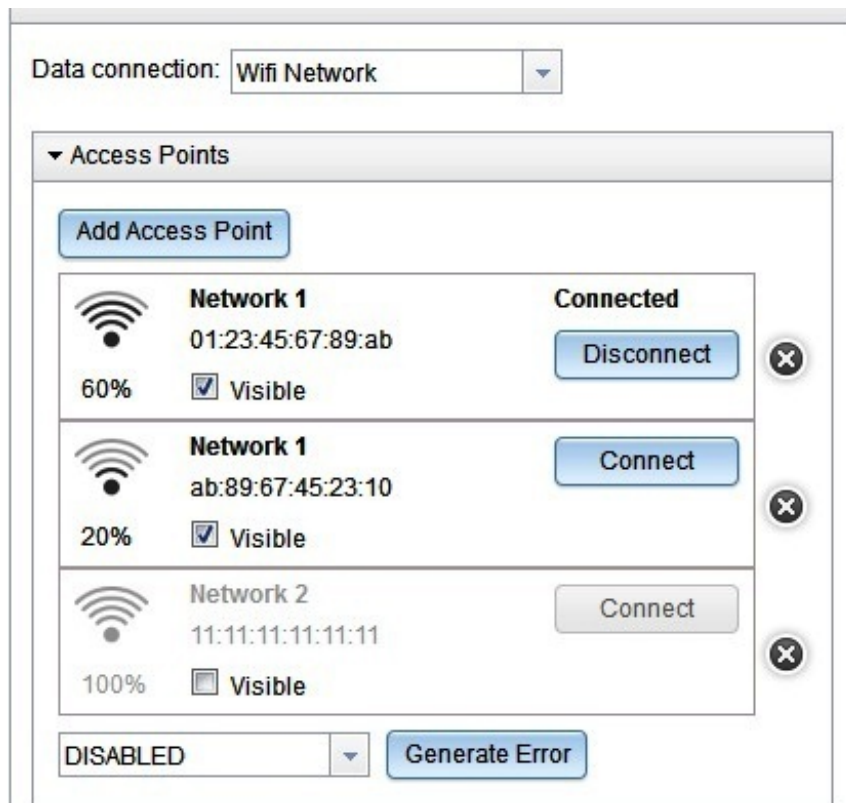 Data connection: Wifi Network
Access Points
Add Access Point
Network 1 Connected
01:23:45:67:89:ab Disconnect
60% Visible
Network 1 Connect
ab:89:67:45:23:10
20% Visible
Network 2 Connect
11:11:11:11:11:11
100% Visible
DISABLED Generate Error